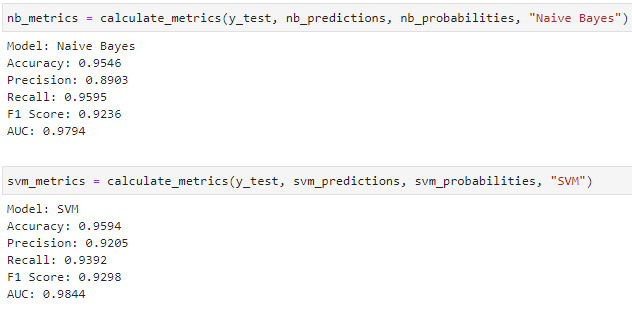 nb_metrics = calculate_metrics(y_test, nb_predictions, nb_probabilities, "Naive Bayes")
Model: Naive Bayes
Accuracy: 0.9546
Precision: 0.8903
Recall: 0.9595
F1 Score: 0.9236
AUC: 0.9794
svm_metrics = calculate_metrics(y_test, svm_predictions, svm_probabilities, "SVM")
Model: SVM
Accuracy: 0.9594
Precision: 0.9205
Recall: 0.9392
F1 Score: 0.9298
AUC: 0.9844